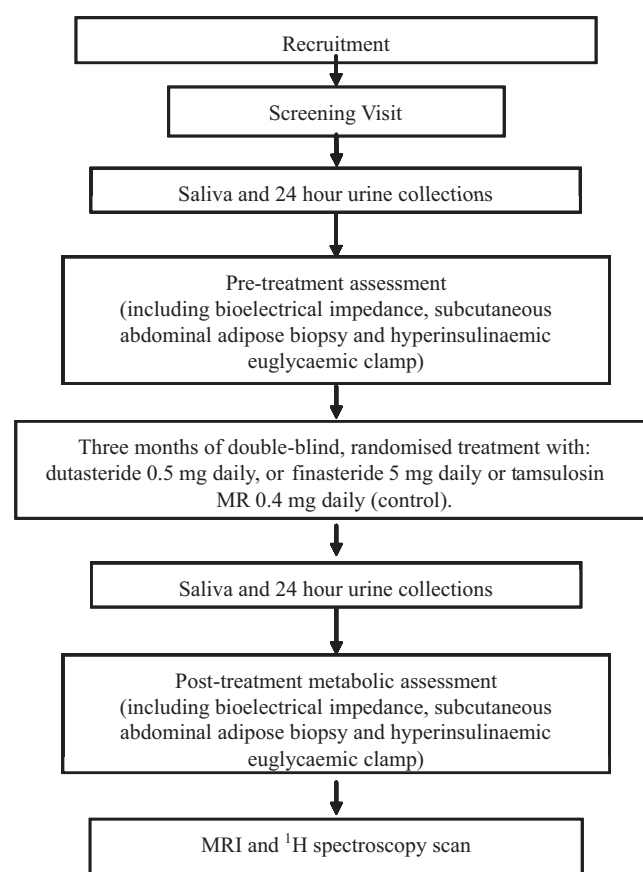 Recruitment
Screening Visit
Saliva and 24 hour urine collections
Pre-treatment assessment
(including bioelectrical impedance, subcutaneous
abdominal adipose biopsy and hyperinsulinaemic
euglycaemic clamp)
Three months of double-blind, randomised treatment with:
dutasteride 0.5 mg daily, or finasteride 5 mg daily or tamsulosin
MR 0.4 mg daily (control).
Saliva and 24 hour urine collections
Post-treatment metabolic assessment
(including bioelectrical impedance, subcutaneous
abdominal adipose biopsy and hyperinsulinaemic
euglycaemic clamp)
MRI and ¹H spectroscopy scan